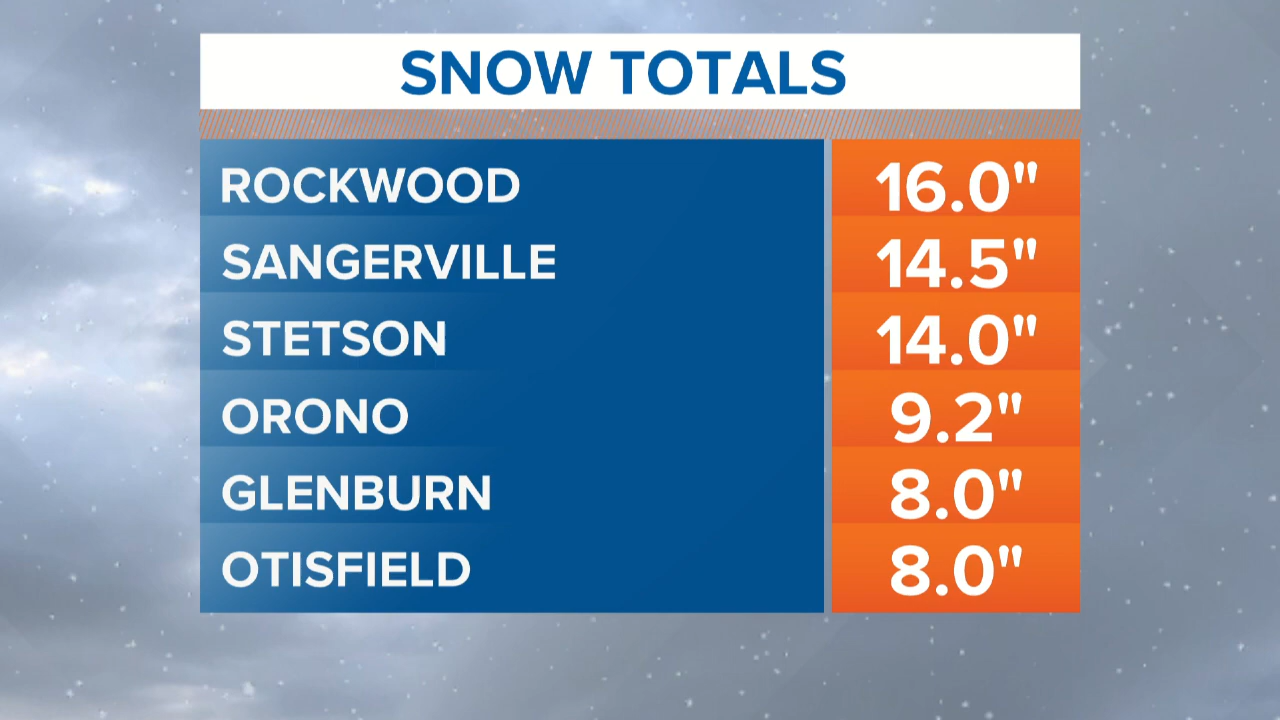 SNOW TOTALS
ROCKWOOD 16.0"
SANGERVILLE 14.5"
STETSON 14.0"
ORONO 9.2"
GLENBURN 8.0"
OTISFIELD 8.0"